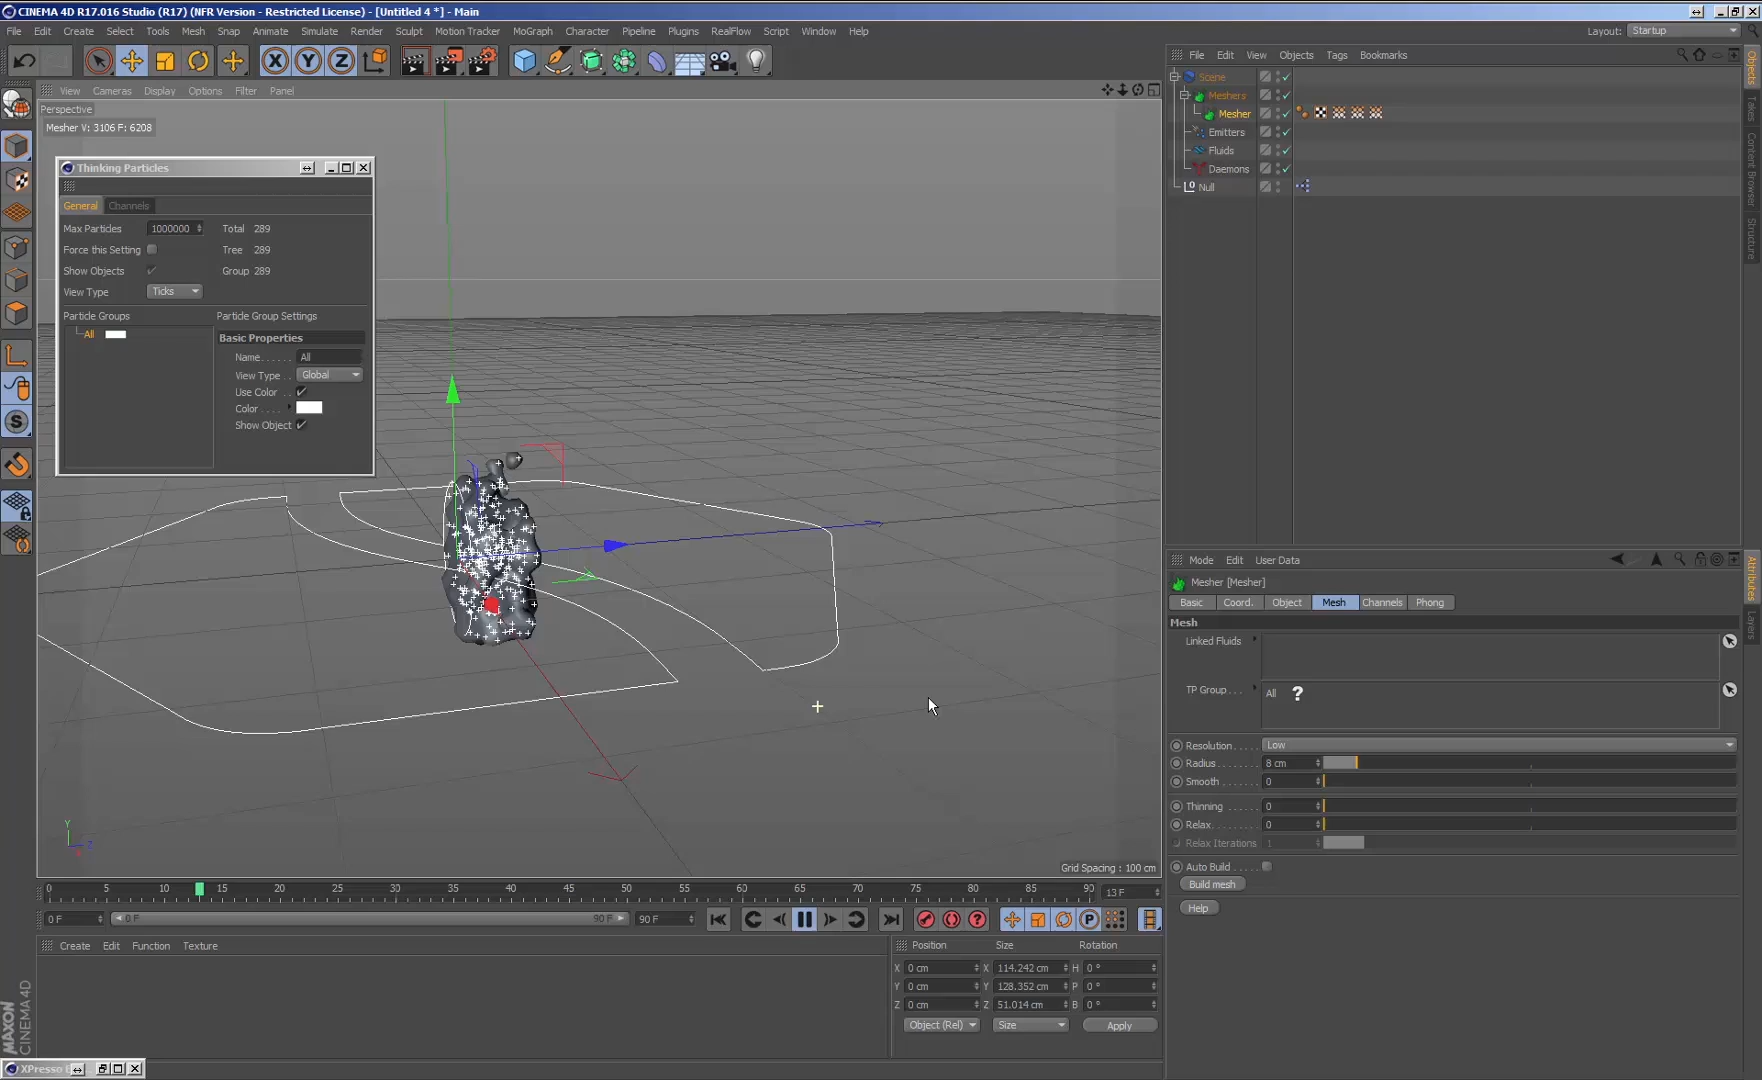 CINEMA 4D R17.016 Studio (R17) (NFR Version - Restricted License) - [Untitled 4 *] - Main
File Edit Create Select Tools Mesh Snap Animate Simulate Render Sculpt Motion Tracker MoGraph Character Pipeline Plugins RealFlow Script Window Help
Layout: Startup
X Y Z
File Edit View Objects Tags Bookmarks
View Cameras Display Options Filter Panel
Perspective
Mesher V: 3106 F: 6208
Scene
Meshers
Mesher
Emitters
Fluids
Daemons
Null
Objects
Takes
Content Browser
Structure
Thinking Particles
General Channels
Max Particles 1000000 Total 289
Force this Setting Tree 289
Show Objects Group 289
View Type Ticks
Particle Groups Particle Group Settings
All
Basic Properties
Name All
View Type Global
Use Color
Color
Show Object
Y
Z
Grid Spacing : 100 cm
Mode Edit User Data
Mesher [Mesher]
Basic Coord. Object Mesh Channels Phong
Mesh
Linked Fluids
TP Group All ?
Resolution Low
Radius 8 cm
Smooth 0
Thinning 0
Relax 0
Relax Iterations 1
Auto Build
Build mesh
Help
Attributes
Layers
0 5 10 15 20 25 30 35 40 45 50 55 60 65 70 75 80 85 90 13 F
0 F 0 F 90 F 90 F
Create Edit Function Texture
Position Size Rotation
X 0 cm X 114.242 cm H 0 °
Y 0 cm Y 128.352 cm P 0 °
Z 0 cm Z 51.014 cm B 0 °
Object (Rel) Size Apply
MAXON
CINEMA 4D
XPresso